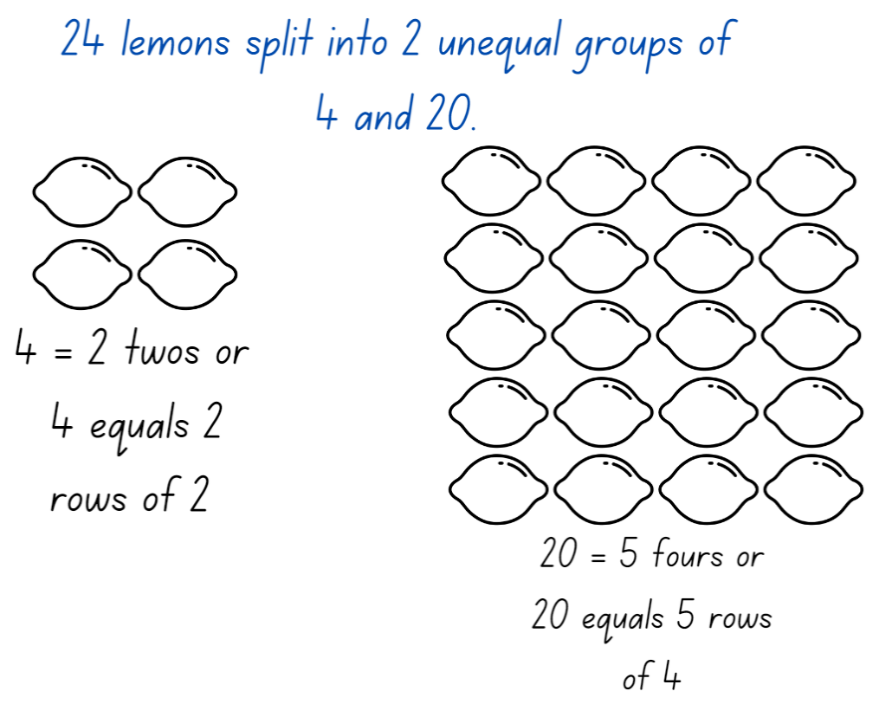 24 lemons split into 2 unequal groups of
4 and 20.
4 = 2 twos or
4 equals 2
rows of 2
20 = 5 fours or
20 equals 5 rows
of 4